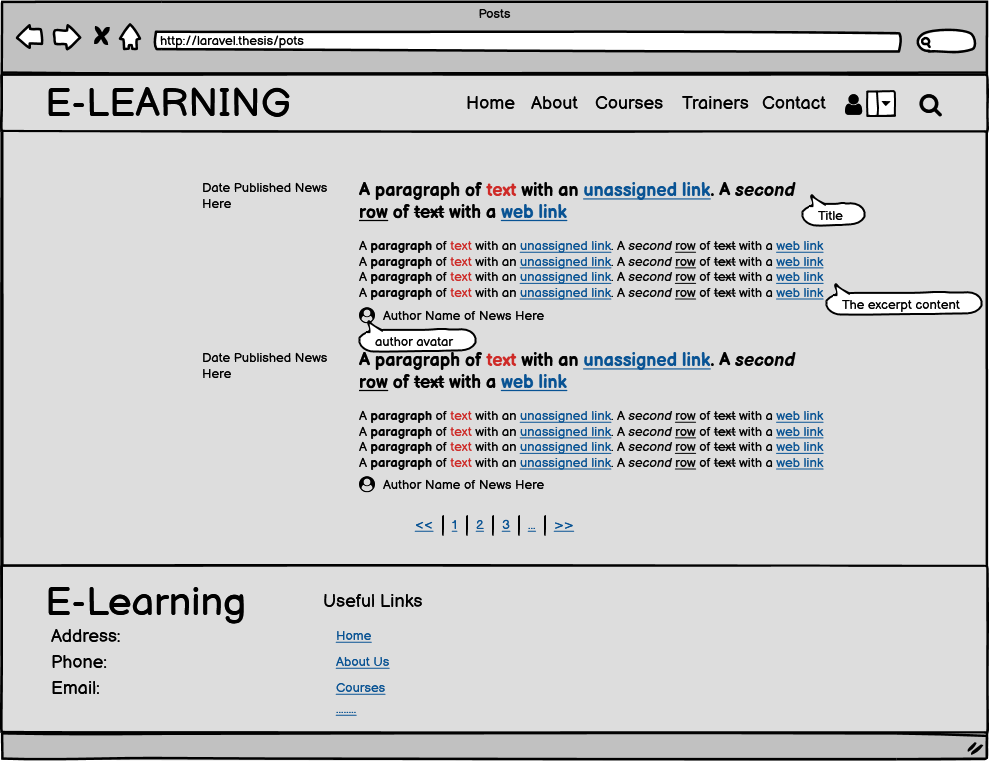 Posts
http://laravel.thesis/pots
E-LEARNING
Home About Courses Trainers Contact
Date Published News
Here
A paragraph of text with an unassigned link. A second
row of text with a web link
Title
A paragraph of text with an unassigned link. A second row of text with a web link
A paragraph of text with an unassigned link. A second row of text with a web link
A paragraph of text with an unassigned link. A second row of text with a web link
A paragraph of text with an unassigned link. A second row of text with a web link
The excerpt content
Author Name of News Here
author avatar
Date Published News
Here
A paragraph of text with an unassigned link. A second
row of text with a web link
A paragraph of text with an unassigned link. A second row of text with a web link
A paragraph of text with an unassigned link. A second row of text with a web link
A paragraph of text with an unassigned link. A second row of text with a web link
A paragraph of text with an unassigned link. A second row of text with a web link
Author Name of News Here
<< | 1 | 2 | 3 | ... | >>
E-Learning
Address:
Phone:
Email:
Useful Links
Home
About Us
Courses
........